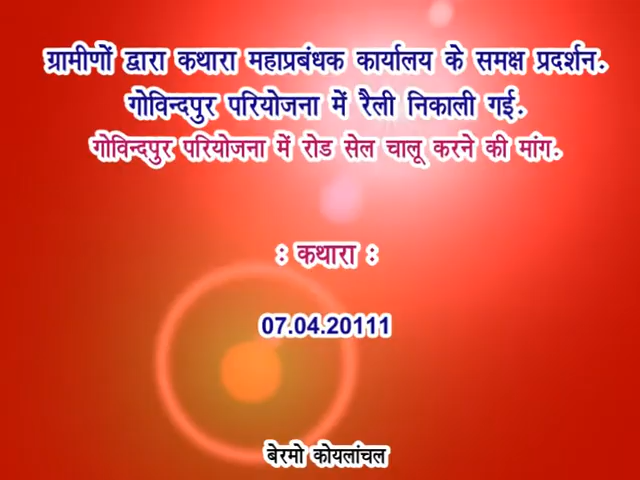 ग्रामीणों द्वारा कथारा महाप्रबंधक कार्यालय के समक्ष प्रदर्शन.
गोविन्दपुर परियोजना में रैली निकाली गई.
गोविन्दपुर परियोजना में रोड सेल चालू करने की मांग.
: कथारा :
07.04.20111
बेरमो कोयलांचल